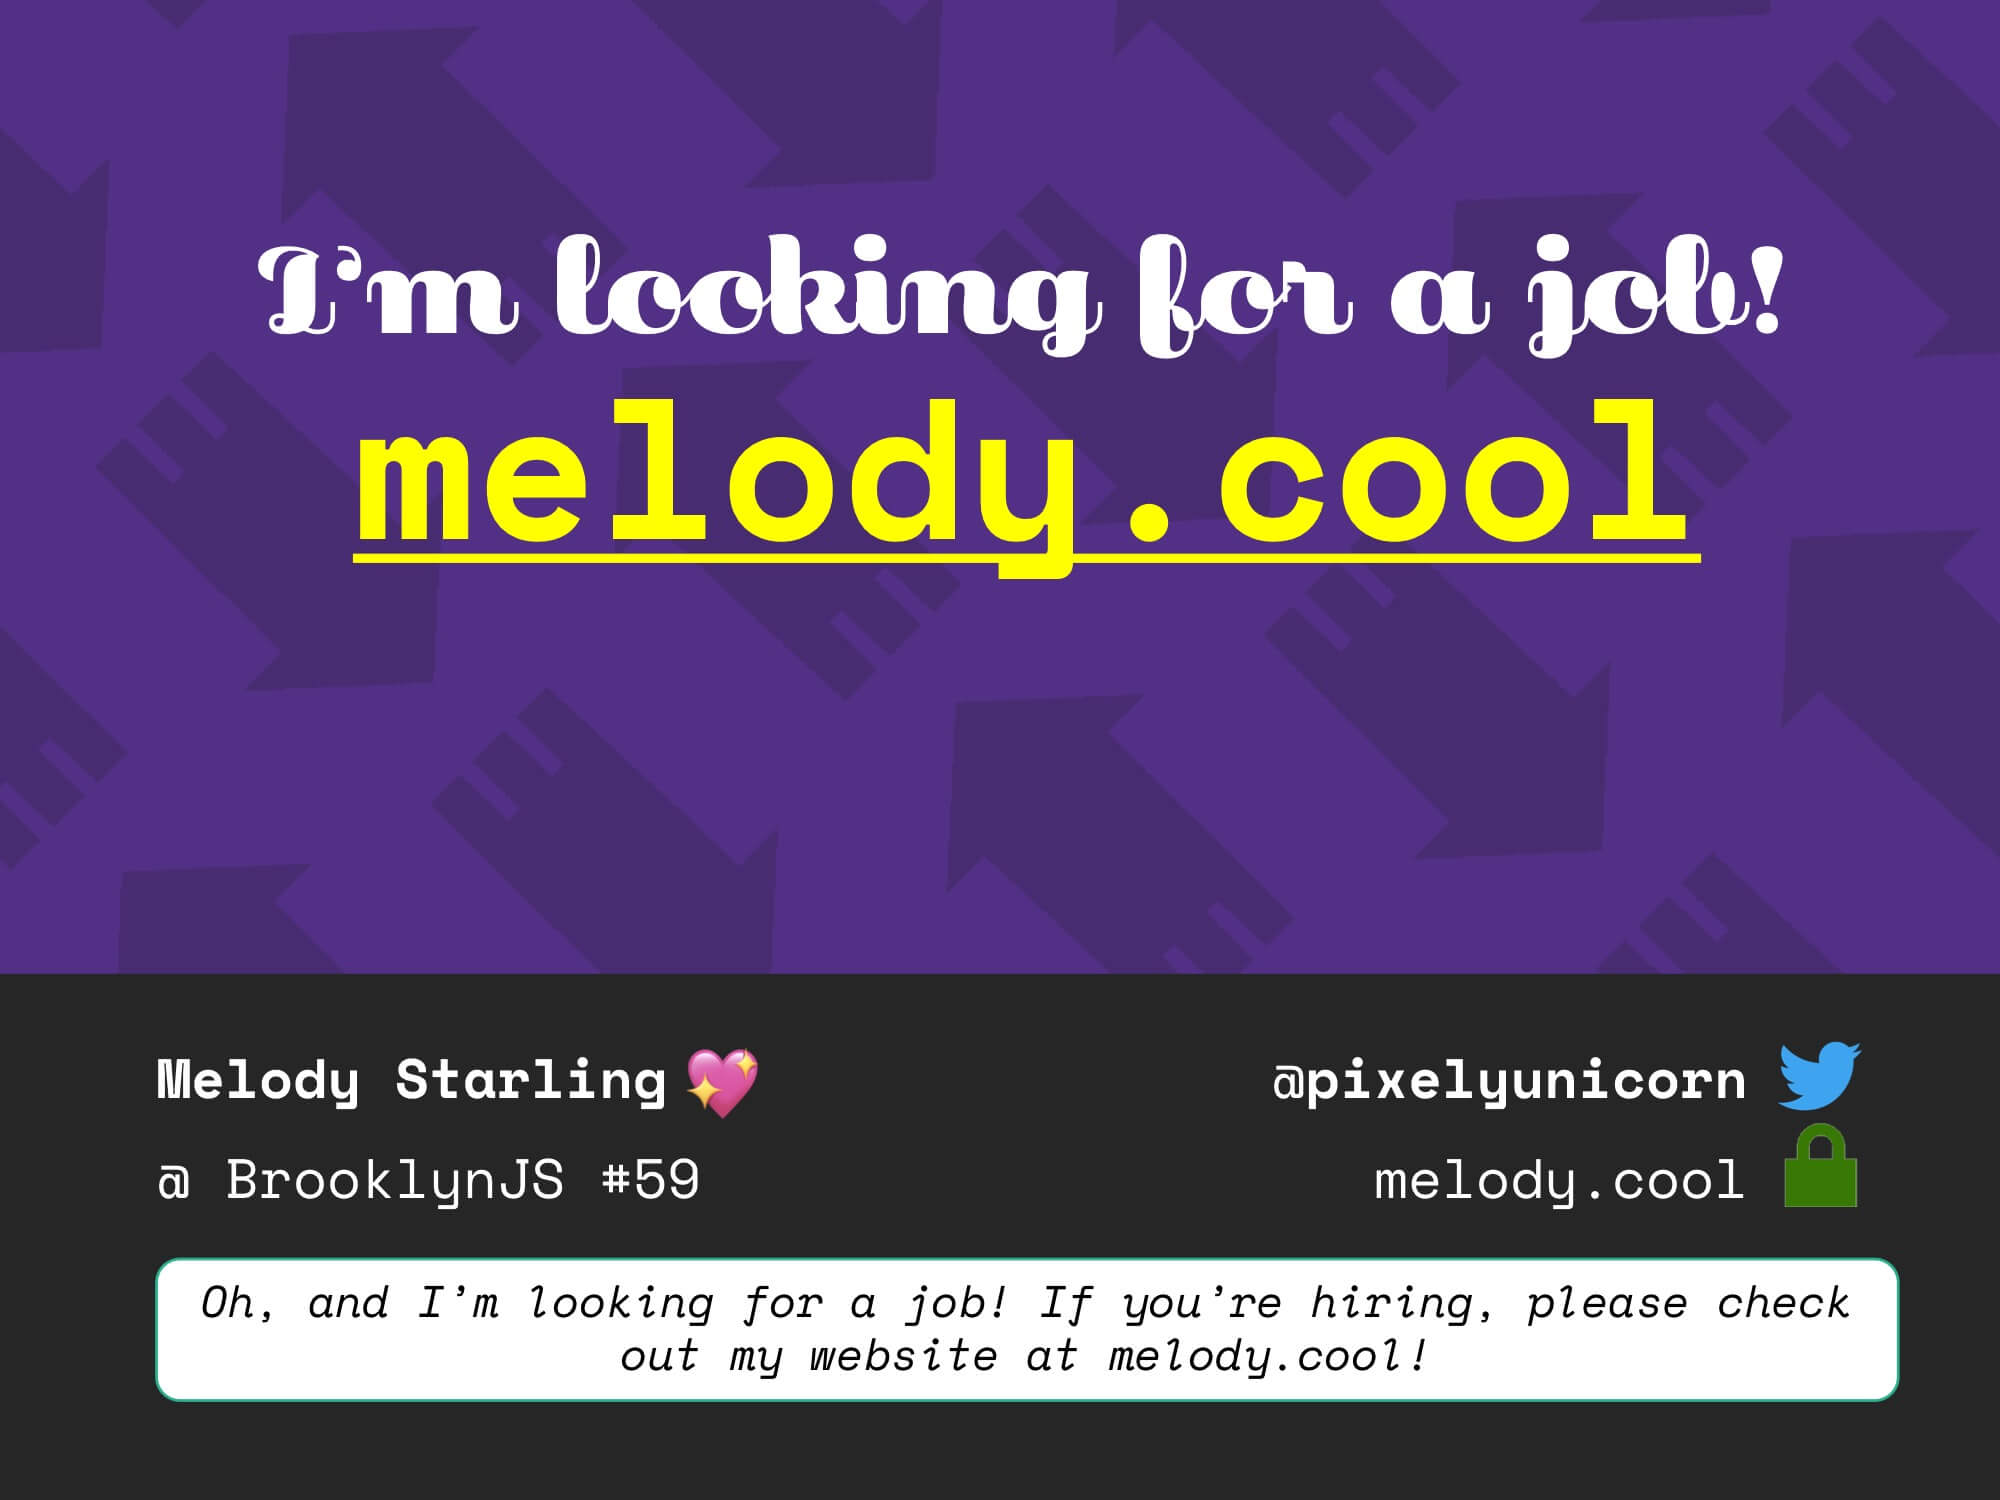 I’m looking for a job!
melody.cool
Melody Starling 💖
@pixelyunicorn
@ BrooklynJS #59
melody.cool
Oh, and I’m looking for a job! If you’re hiring, please check
out my website at melody.cool!